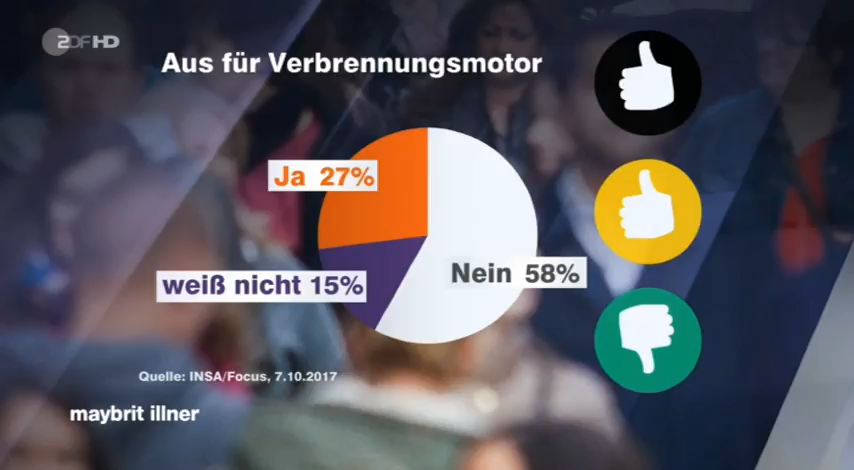 ZDF HD
Aus für Verbrennungsmotor
Ja 27%
weiß nicht 15%
Nein 58%
Quelle: INSA/Focus, 7.10.2017
maybrit illner